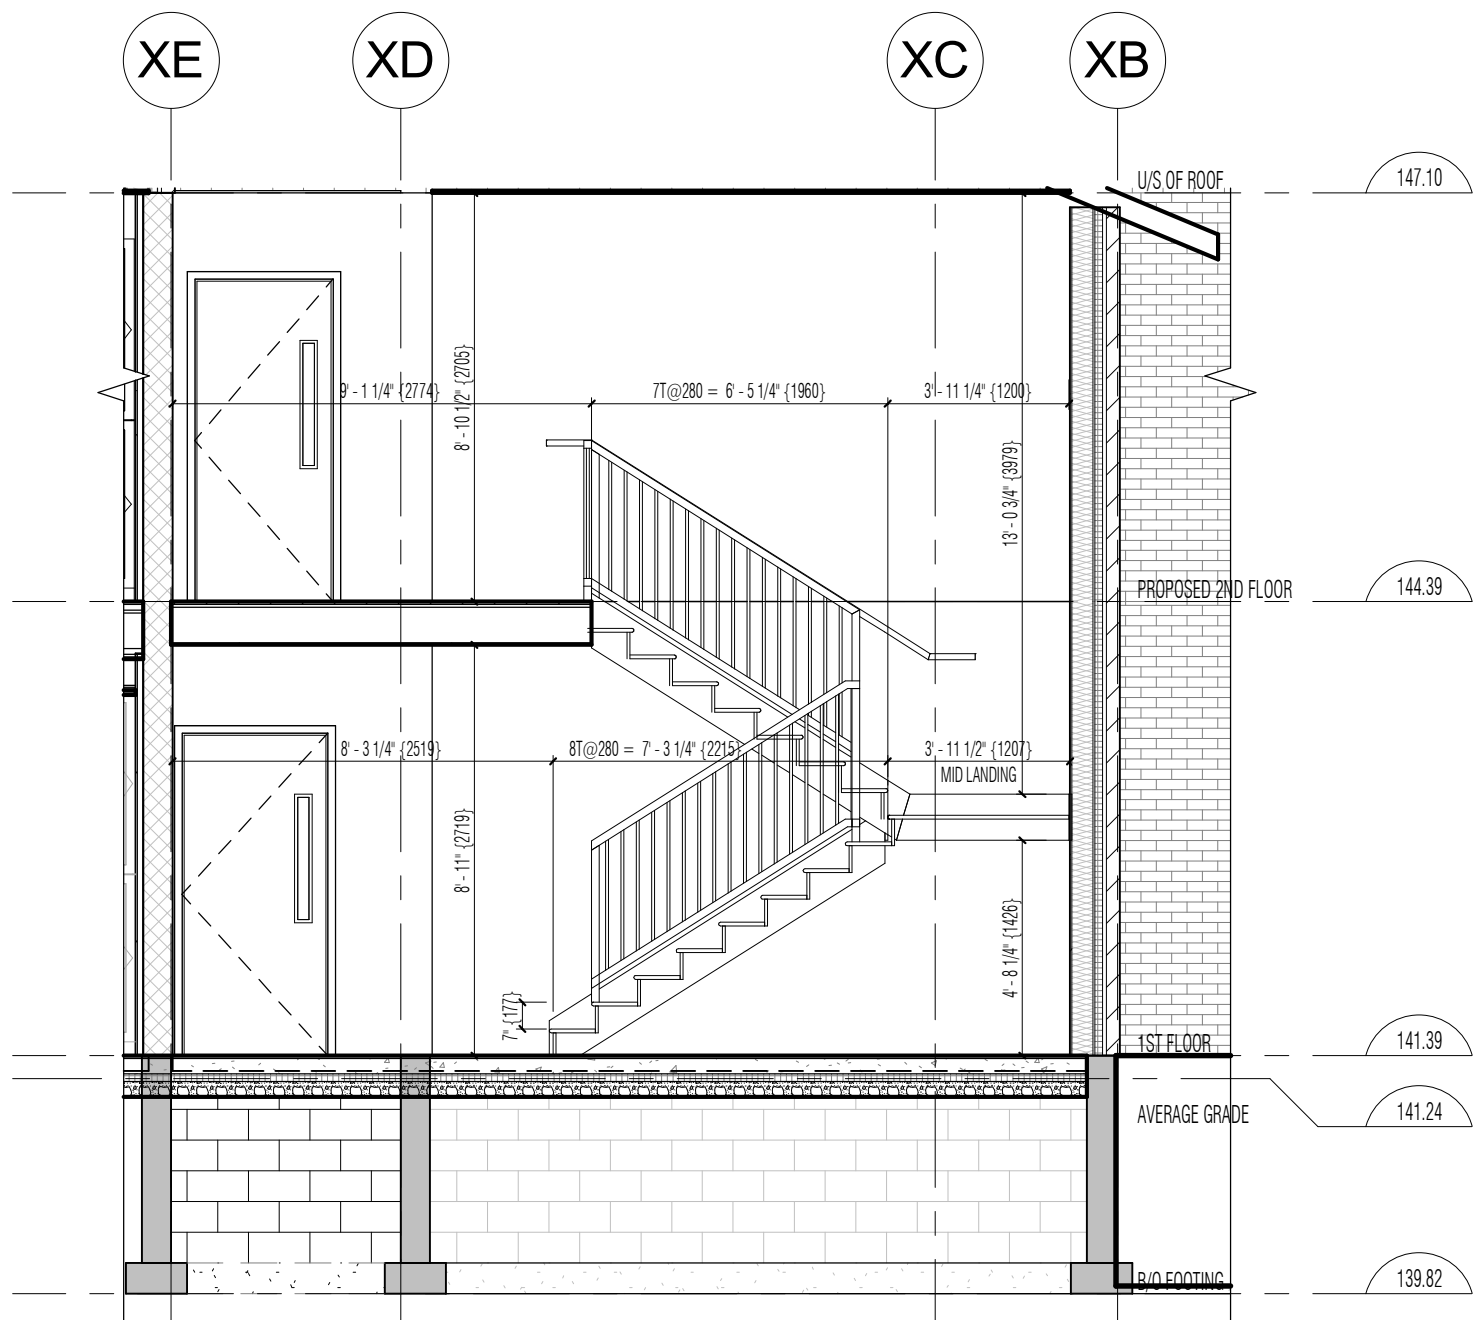 XE
XD
XC
XB
U/S OF ROOF
147.10
9' - 1 1/4" {2774}
8' - 10 1/2" {2705}
7T@280 = 6' - 5 1/4" {1960}
3' - 11 1/4" {1200}
13' - 0 3/4" {3979}
PROPOSED 2ND FLOOR
144.39
8' - 3 1/4" {2519}
8T@280 = 7' - 3 1/4" {2215}
3' - 11 1/2" {1207}
MID LANDING
8' - 11" {2719}
4' - 8 1/4" {1426}
7" {177}
1ST FLOOR
141.39
AVERAGE GRADE
141.24
B/O FOOTING
139.82